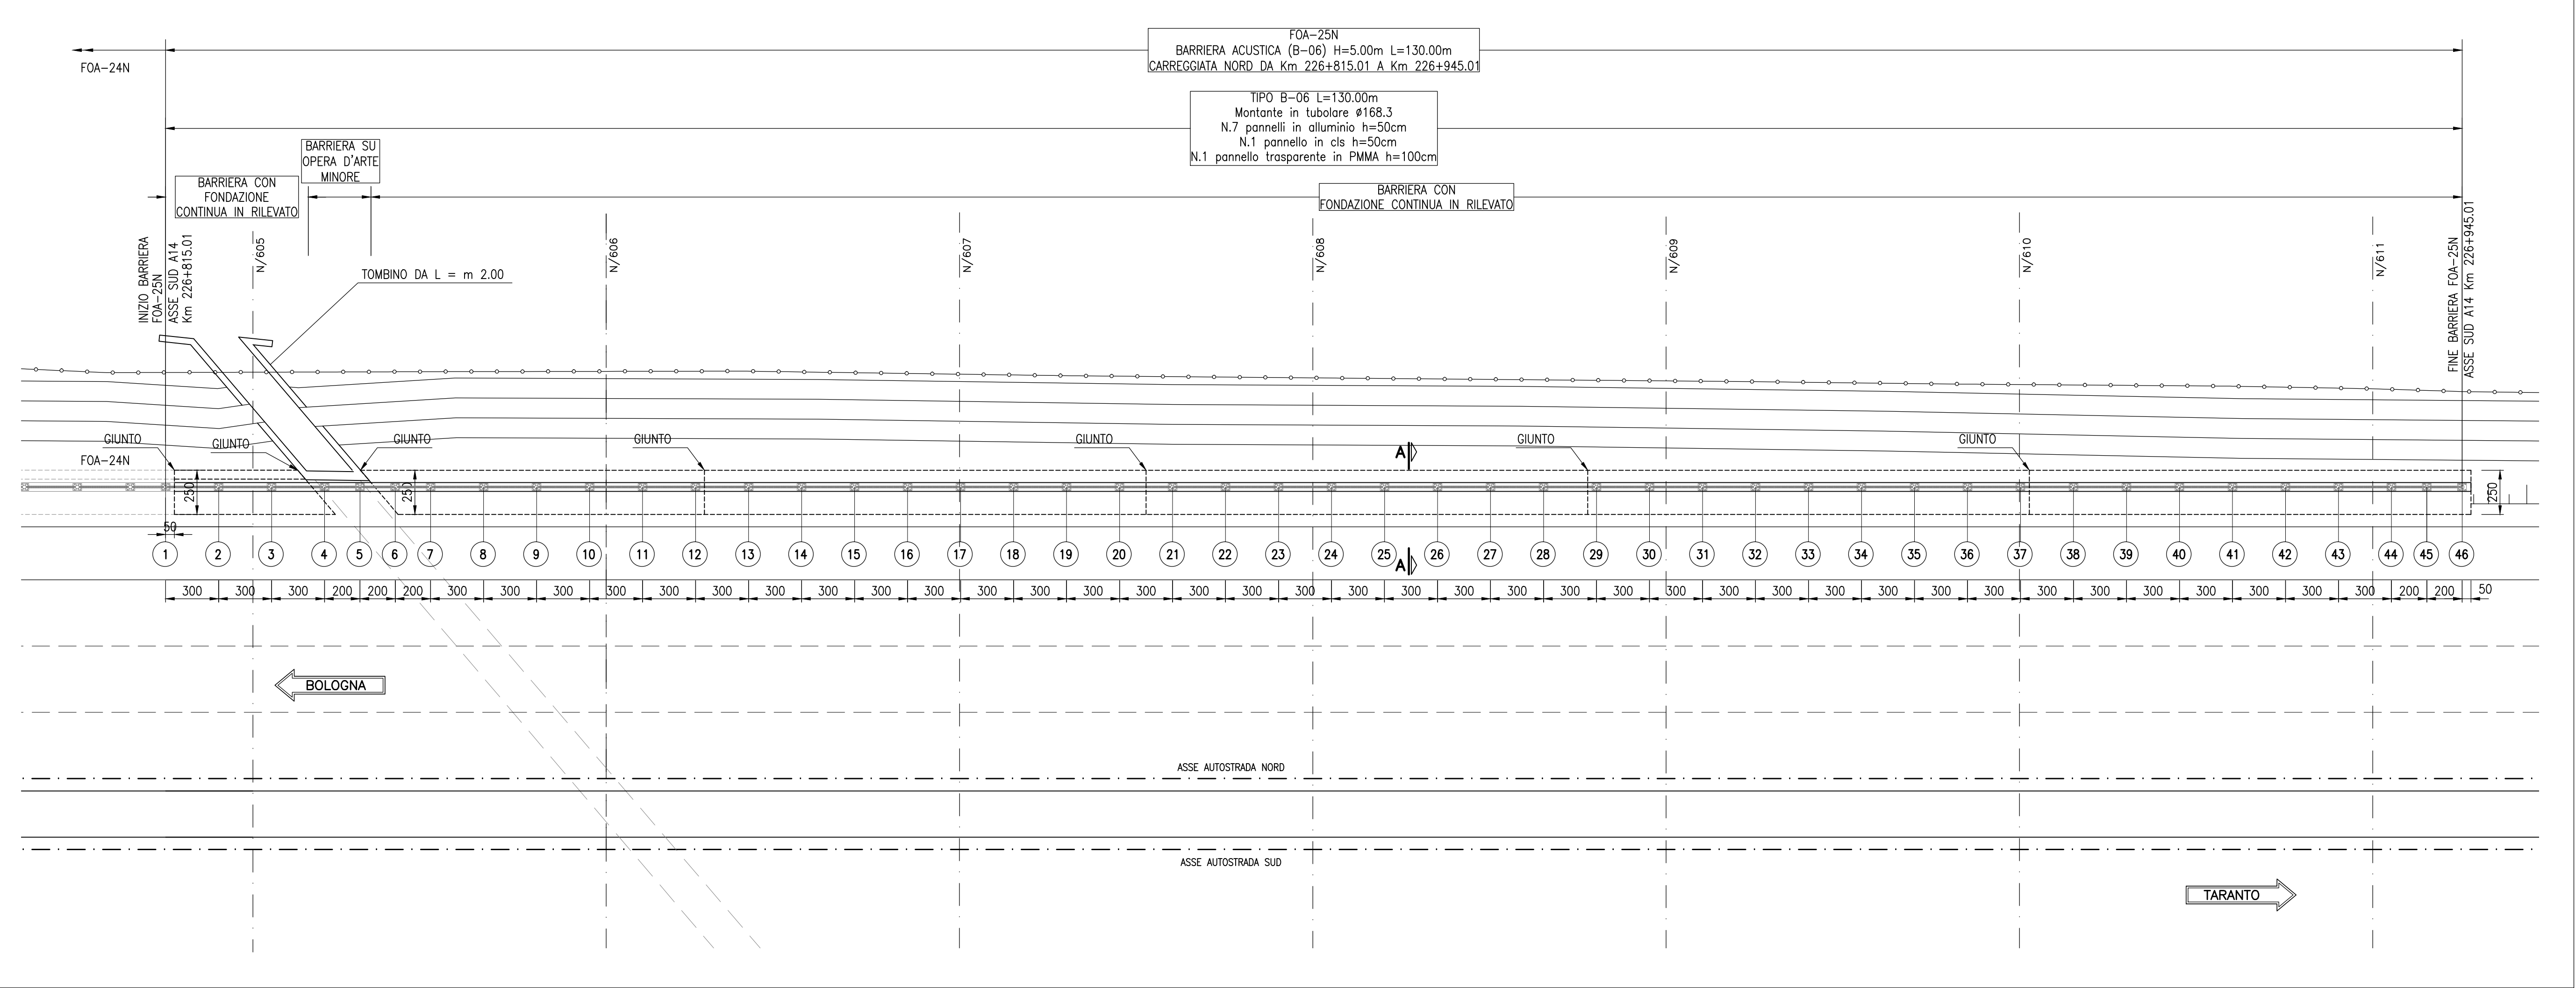 FOA-25N
BARRIERA ACUSTICA (B-06) H=5.00m L=130.00m
CARREGGIATA NORD DA Km 226+815.01 A Km 226+945.01
FOA-24N
TIPO B-06 L=130.00m
Montante in tubolare ø168.3
N.7 pannelli in alluminio h=50cm
N.1 pannello in cls h=50cm
N.1 pannello trasparente in PMMA h=100cm
BARRIERA SU
OPERA D'ARTE
MINORE
BARRIERA CON
FONDAZIONE
CONTINUA IN RILEVATO
BARRIERA CON
FONDAZIONE CONTINUA IN RILEVATO
INIZIO BARRIERA
FOA-25N
ASSE SUD A14
Km 226+815.01
N/605
N/606
N/607
N/608
N/609
N/610
N/611
FINE BARRIERA FOA-25N
ASSE SUD A14 Km 226+945.01
TOMBINO DA L = m 2.00
GIUNTO
GIUNTO
GIUNTO
GIUNTO
GIUNTO
GIUNTO
GIUNTO
FOA-24N
A
250
250
250
50
1 2 3 4 5 6 7 8 9 10 11 12 13 14 15 16 17 18 19 20 21 22 23 24 25 26 27 28 29 30 31 32 33 34 35 36 37 38 39 40 41 42 43 44 45 46
A
300 300 300 200 200 200 300 300 300 300 300 300 300 300 300 300 300 300 300 300 300 300 300 300 300 300 300 300 300 300 300 300 300 300 300 300 300 300 300 300 300 300 300 200 200 50
BOLOGNA
ASSE AUTOSTRADA NORD
ASSE AUTOSTRADA SUD
TARANTO